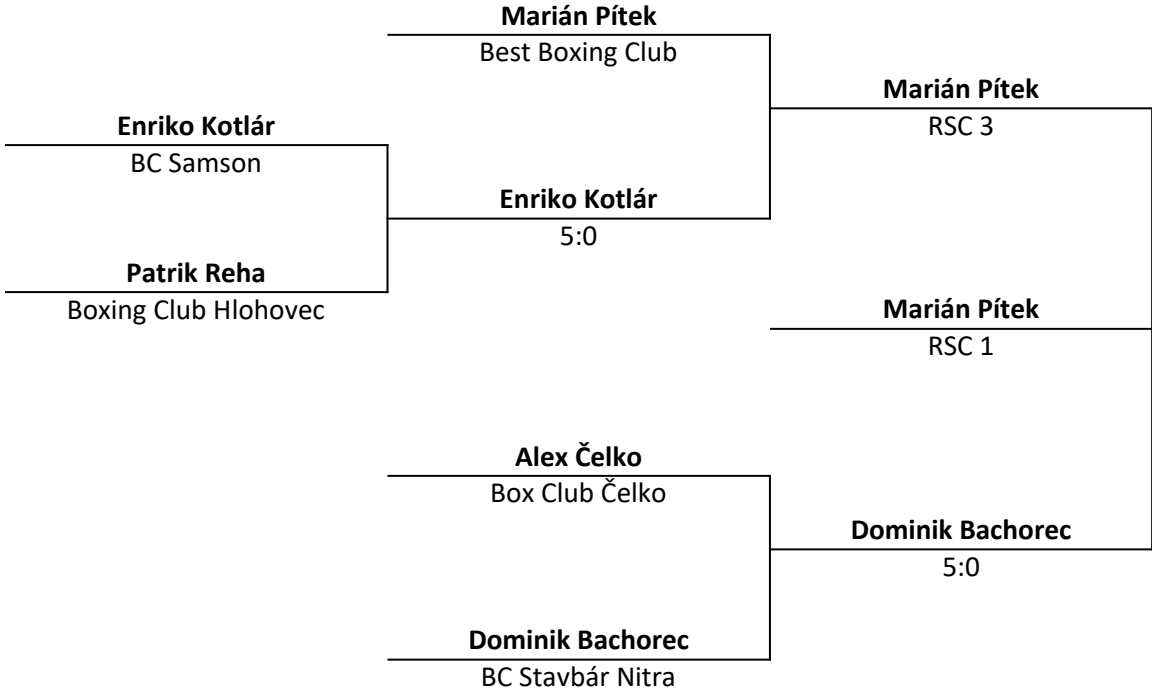 Marián Pítek
Best Boxing Club
Marián Pítek
RSC 3
Enriko Kotlár
BC Samson
Enriko Kotlár
5:0
Patrik Reha
Boxing Club Hlohovec
Marián Pítek
RSC 1
Alex Čelko
Box Club Čelko
Dominik Bachorec
5:0
Dominik Bachorec
BC Stavbár Nitra